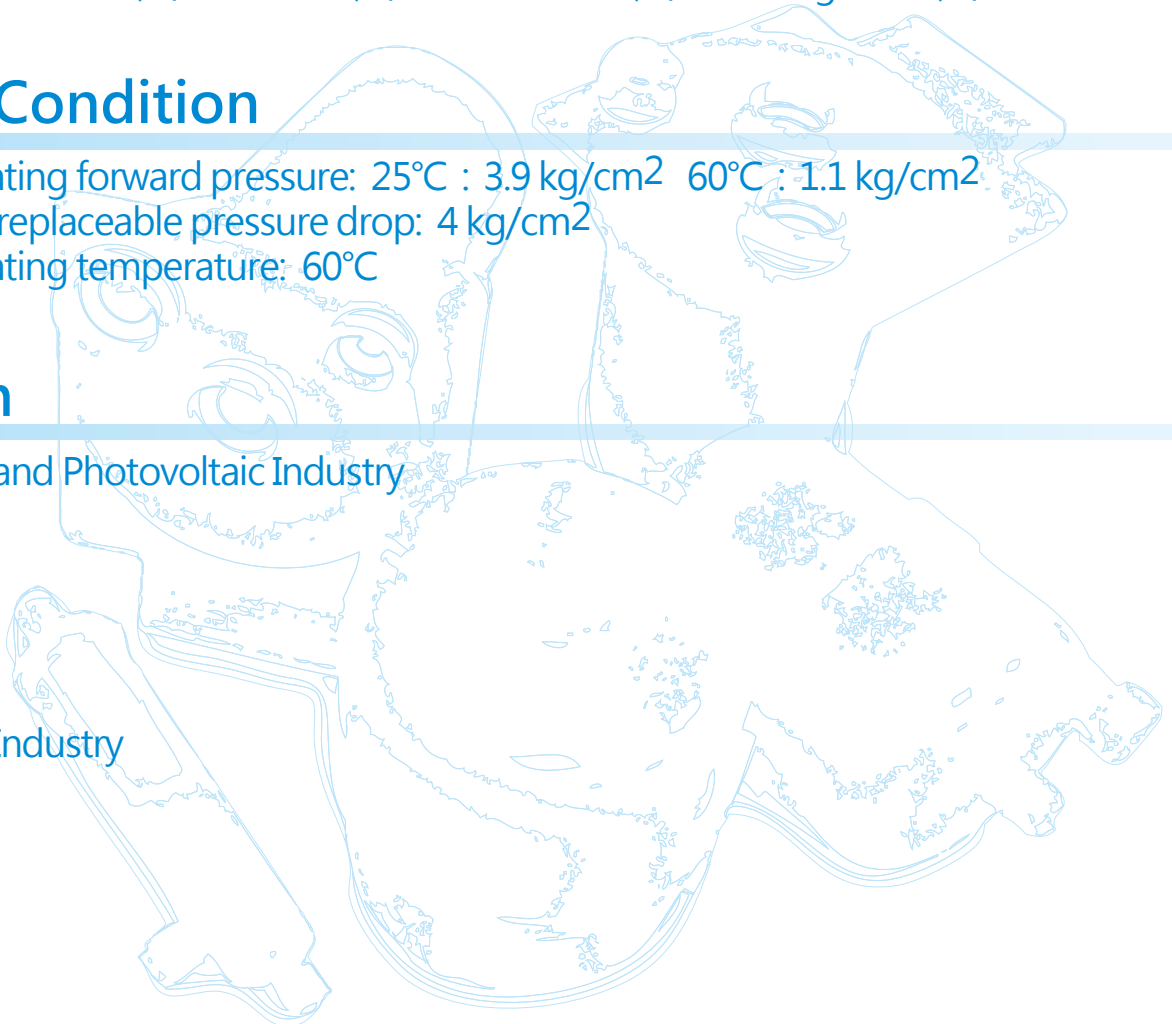 Condition
ting forward pressure: 25°C : 3.9 kg/cm2 60°C : 1.1 kg/cm2
replaceable pressure drop: 4 kg/cm2
ting temperature: 60°C
n
and Photovoltaic Industry
Industry